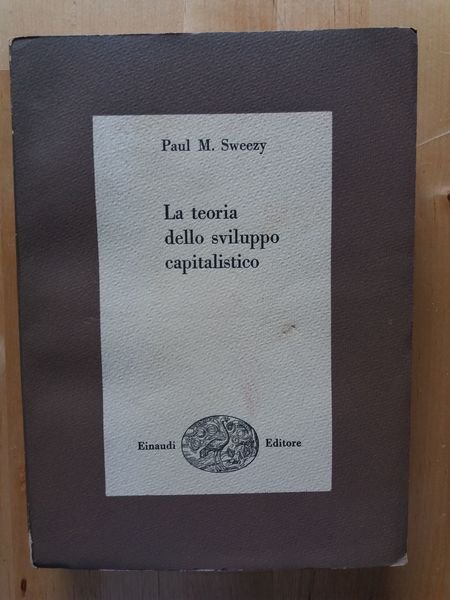 Paul M. Sweezy
La teoria
dello sviluppo
capitalistico
Einaudi Editore